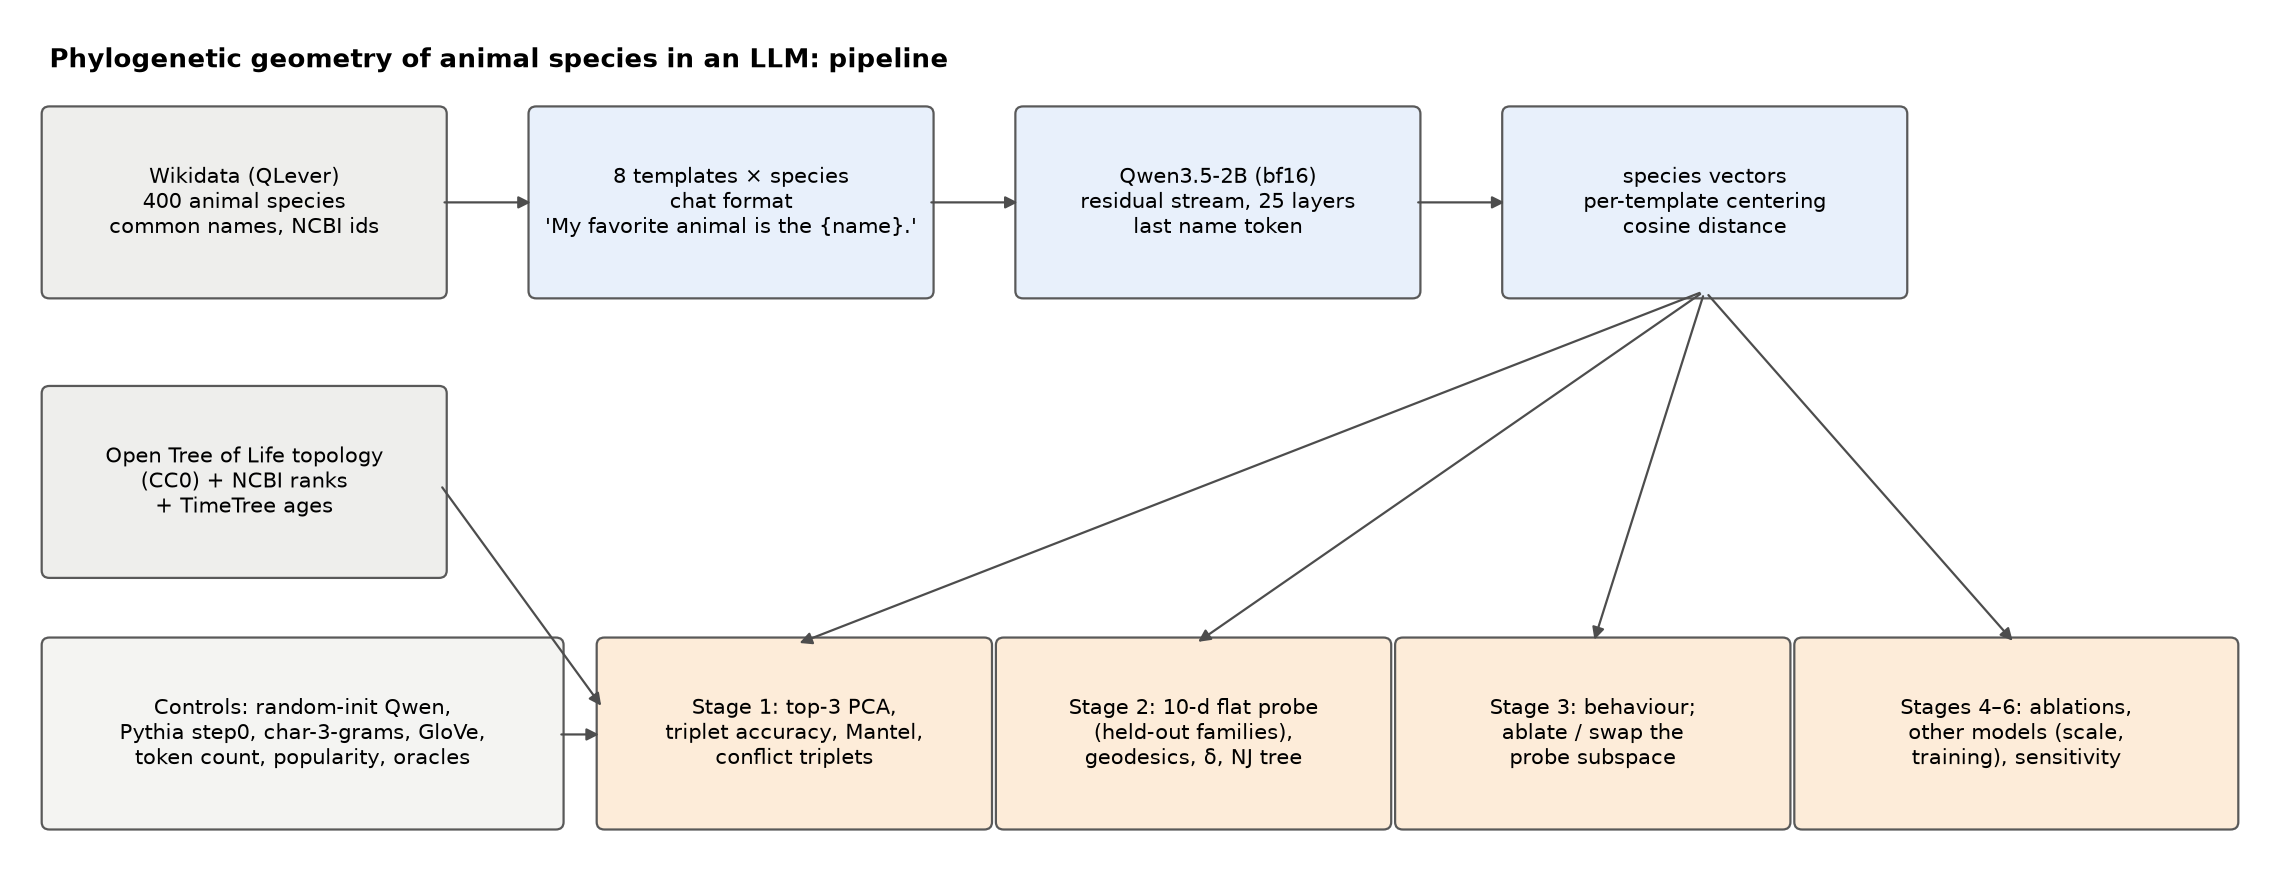 Phylogenetic geometry of animal species in an LLM: pipeline
Wikidata (QLever)
400 animal species
common names, NCBI ids
8 templates × species
chat format
'My favorite animal is the {name}.'
Qwen3.5-2B (bf16)
residual stream, 25 layers
last name token
species vectors
per-template centering
cosine distance
Open Tree of Life topology
(CC0) + NCBI ranks
+ TimeTree ages
Controls: random-init Qwen,
Pythia step0, char-3-grams, GloVe,
token count, popularity, oracles
Stage 1: top-3 PCA,
triplet accuracy, Mantel,
conflict triplets
Stage 2: 10-d flat probe
(held-out families),
geodesics, δ, NJ tree
Stage 3: behaviour;
ablate / swap the
probe subspace
Stages 4–6: ablations,
other models (scale,
training), sensitivity